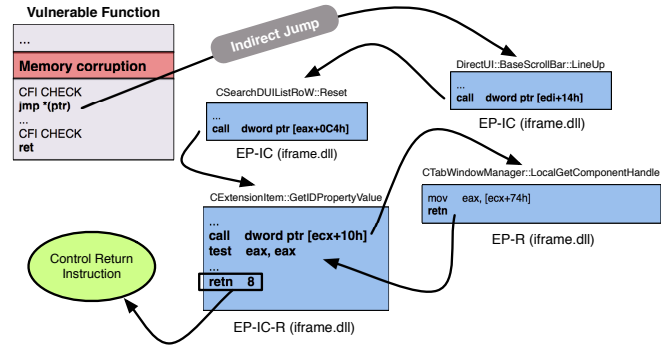 Vulnerable Function
...
Memory corruption
CFI CHECK
jmp *(ptr)
...
CFI CHECK
ret
Indirect Jump
DirectUI::BaseScrollBar::LineUp
...
call dword ptr [edi+14h]
EP-IC (iframe.dll)
CSearchDUIListRoW::Reset
...
call dword ptr [eax+0C4h]
EP-IC (iframe.dll)
CTabWindowManager::LocalGetComponentHandle
mov eax, [ecx+74h]
retn
EP-R (iframe.dll)
CExtensionItem::GetIDPropertyValue
...
call dword ptr [ecx+10h]
test eax, eax
...
retn 8
EP-IC-R (iframe.dll)
Control Return
Instruction